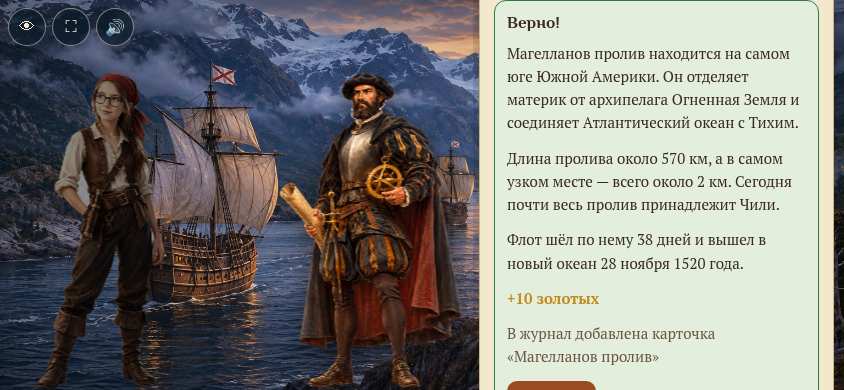 Верно!
Магелланов пролив находится на самом
юге Южной Америки. Он отделяет
материк от архипелага Огненная Земля и
соединяет Атлантический океан с Тихим.
Длина пролива около 570 км, а в самом
узком месте — всего около 2 км. Сегодня
почти весь пролив принадлежит Чили.
Флот шёл по нему 38 дней и вышел в
новый океан 28 ноября 1520 года.
+10 золотых
В журнал добавлена карточка
«Магелланов пролив»